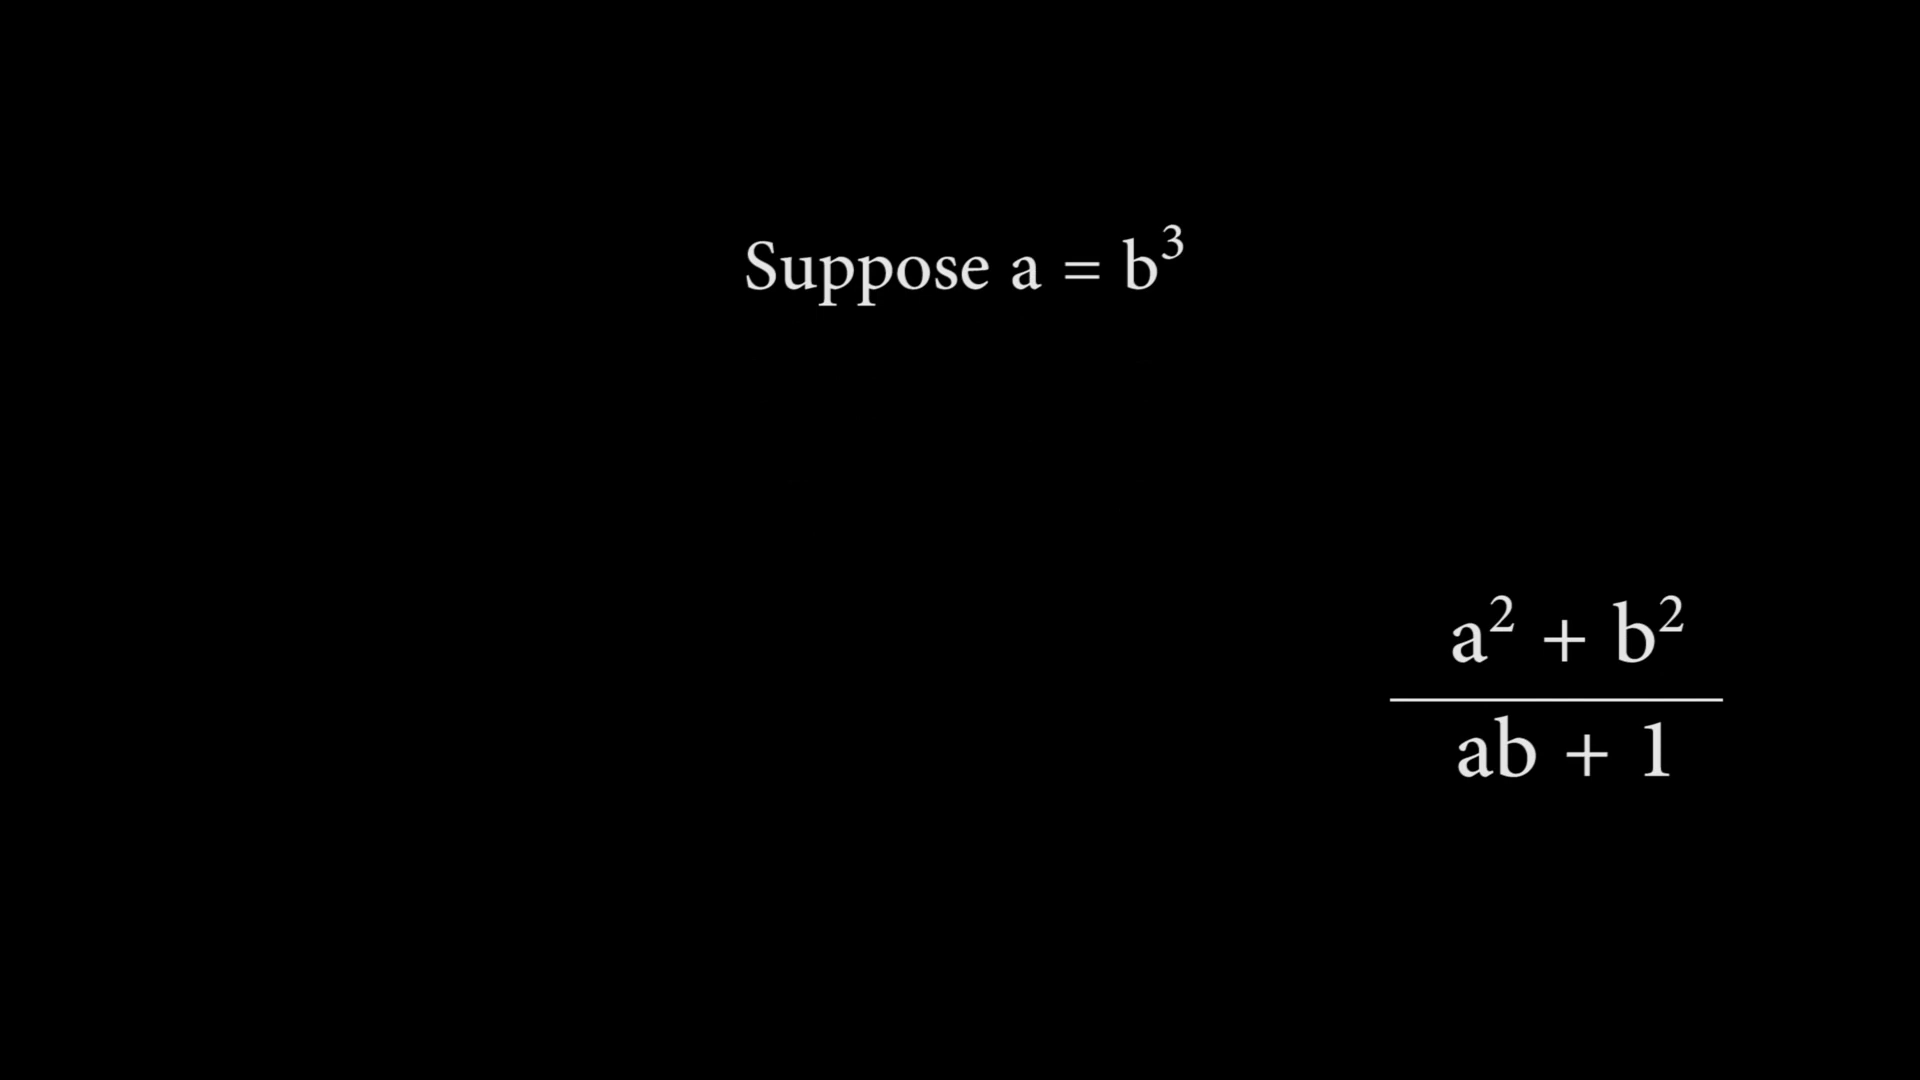 Suppose a = b³
a² + b²
ab + 1